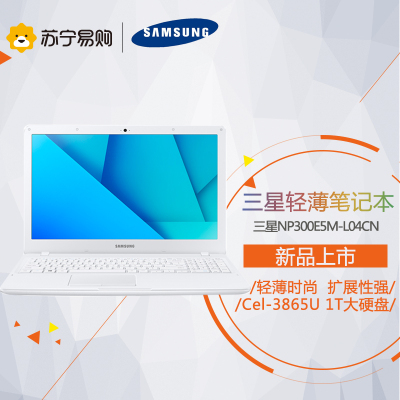 苏宁易购
SAMSUNG
三星轻薄笔记本
三星NP300E5M-L04CN
新品上市
/轻薄时尚 扩展性强/
/Cel-3865U 1T大硬盘/
SAMSUNG